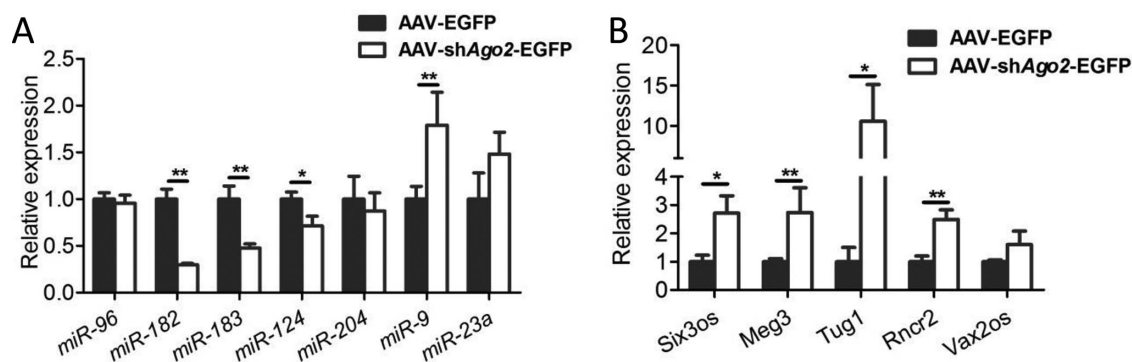 A
AAV-EGFP
AAV-shAgo2-EGFP
Relative expression
2.5
2.0
1.5
1.0
0.5
0.0
**
**
*
**
miR-96
miR-182
miR-183
miR-124
miR-204
miR-9
miR-23a
B
AAV-EGFP
AAV-shAgo2-EGFP
Relative expression
20
15
10
4
3
2
1
0
*
**
*
**
Six3os
Meg3
Tug1
Rncr2
Vax2os